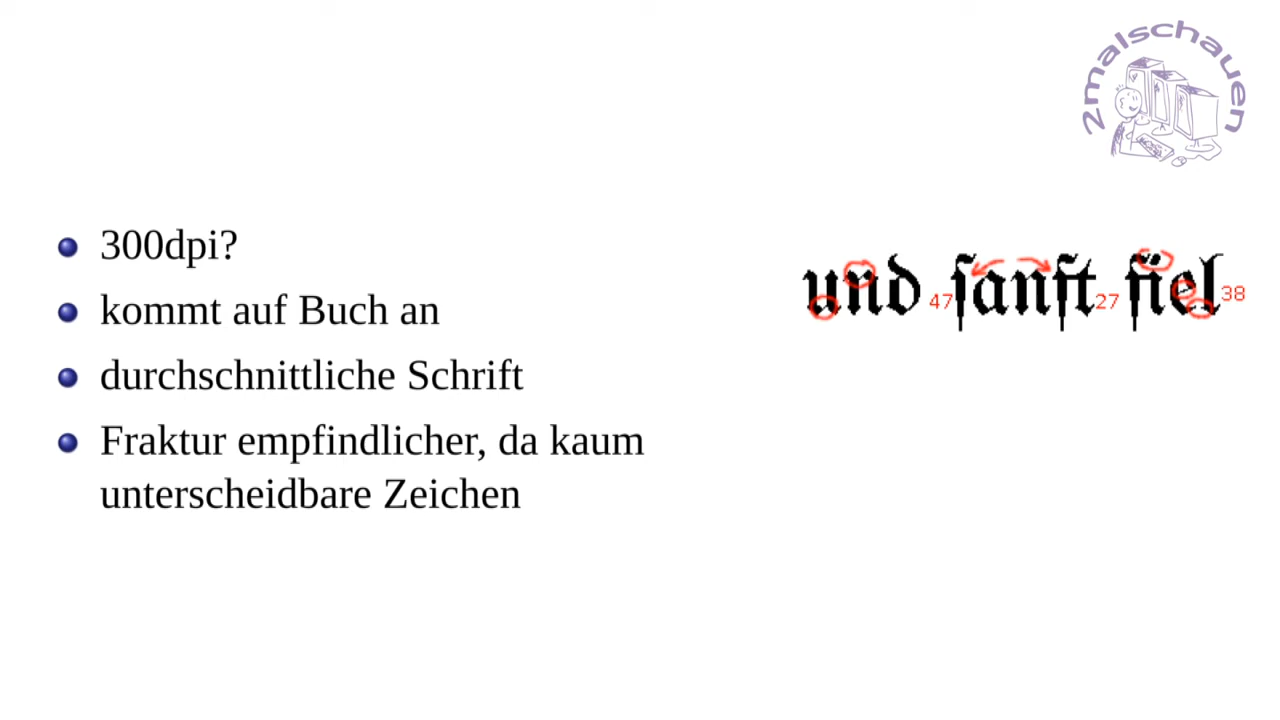 2malschauen
300dpi?
kommt auf Buch an
durchschnittliche Schrift
Fraktur empfindlicher, da kaum
unterscheidbare Zeichen
und 47 ſanft 27 fiel 38